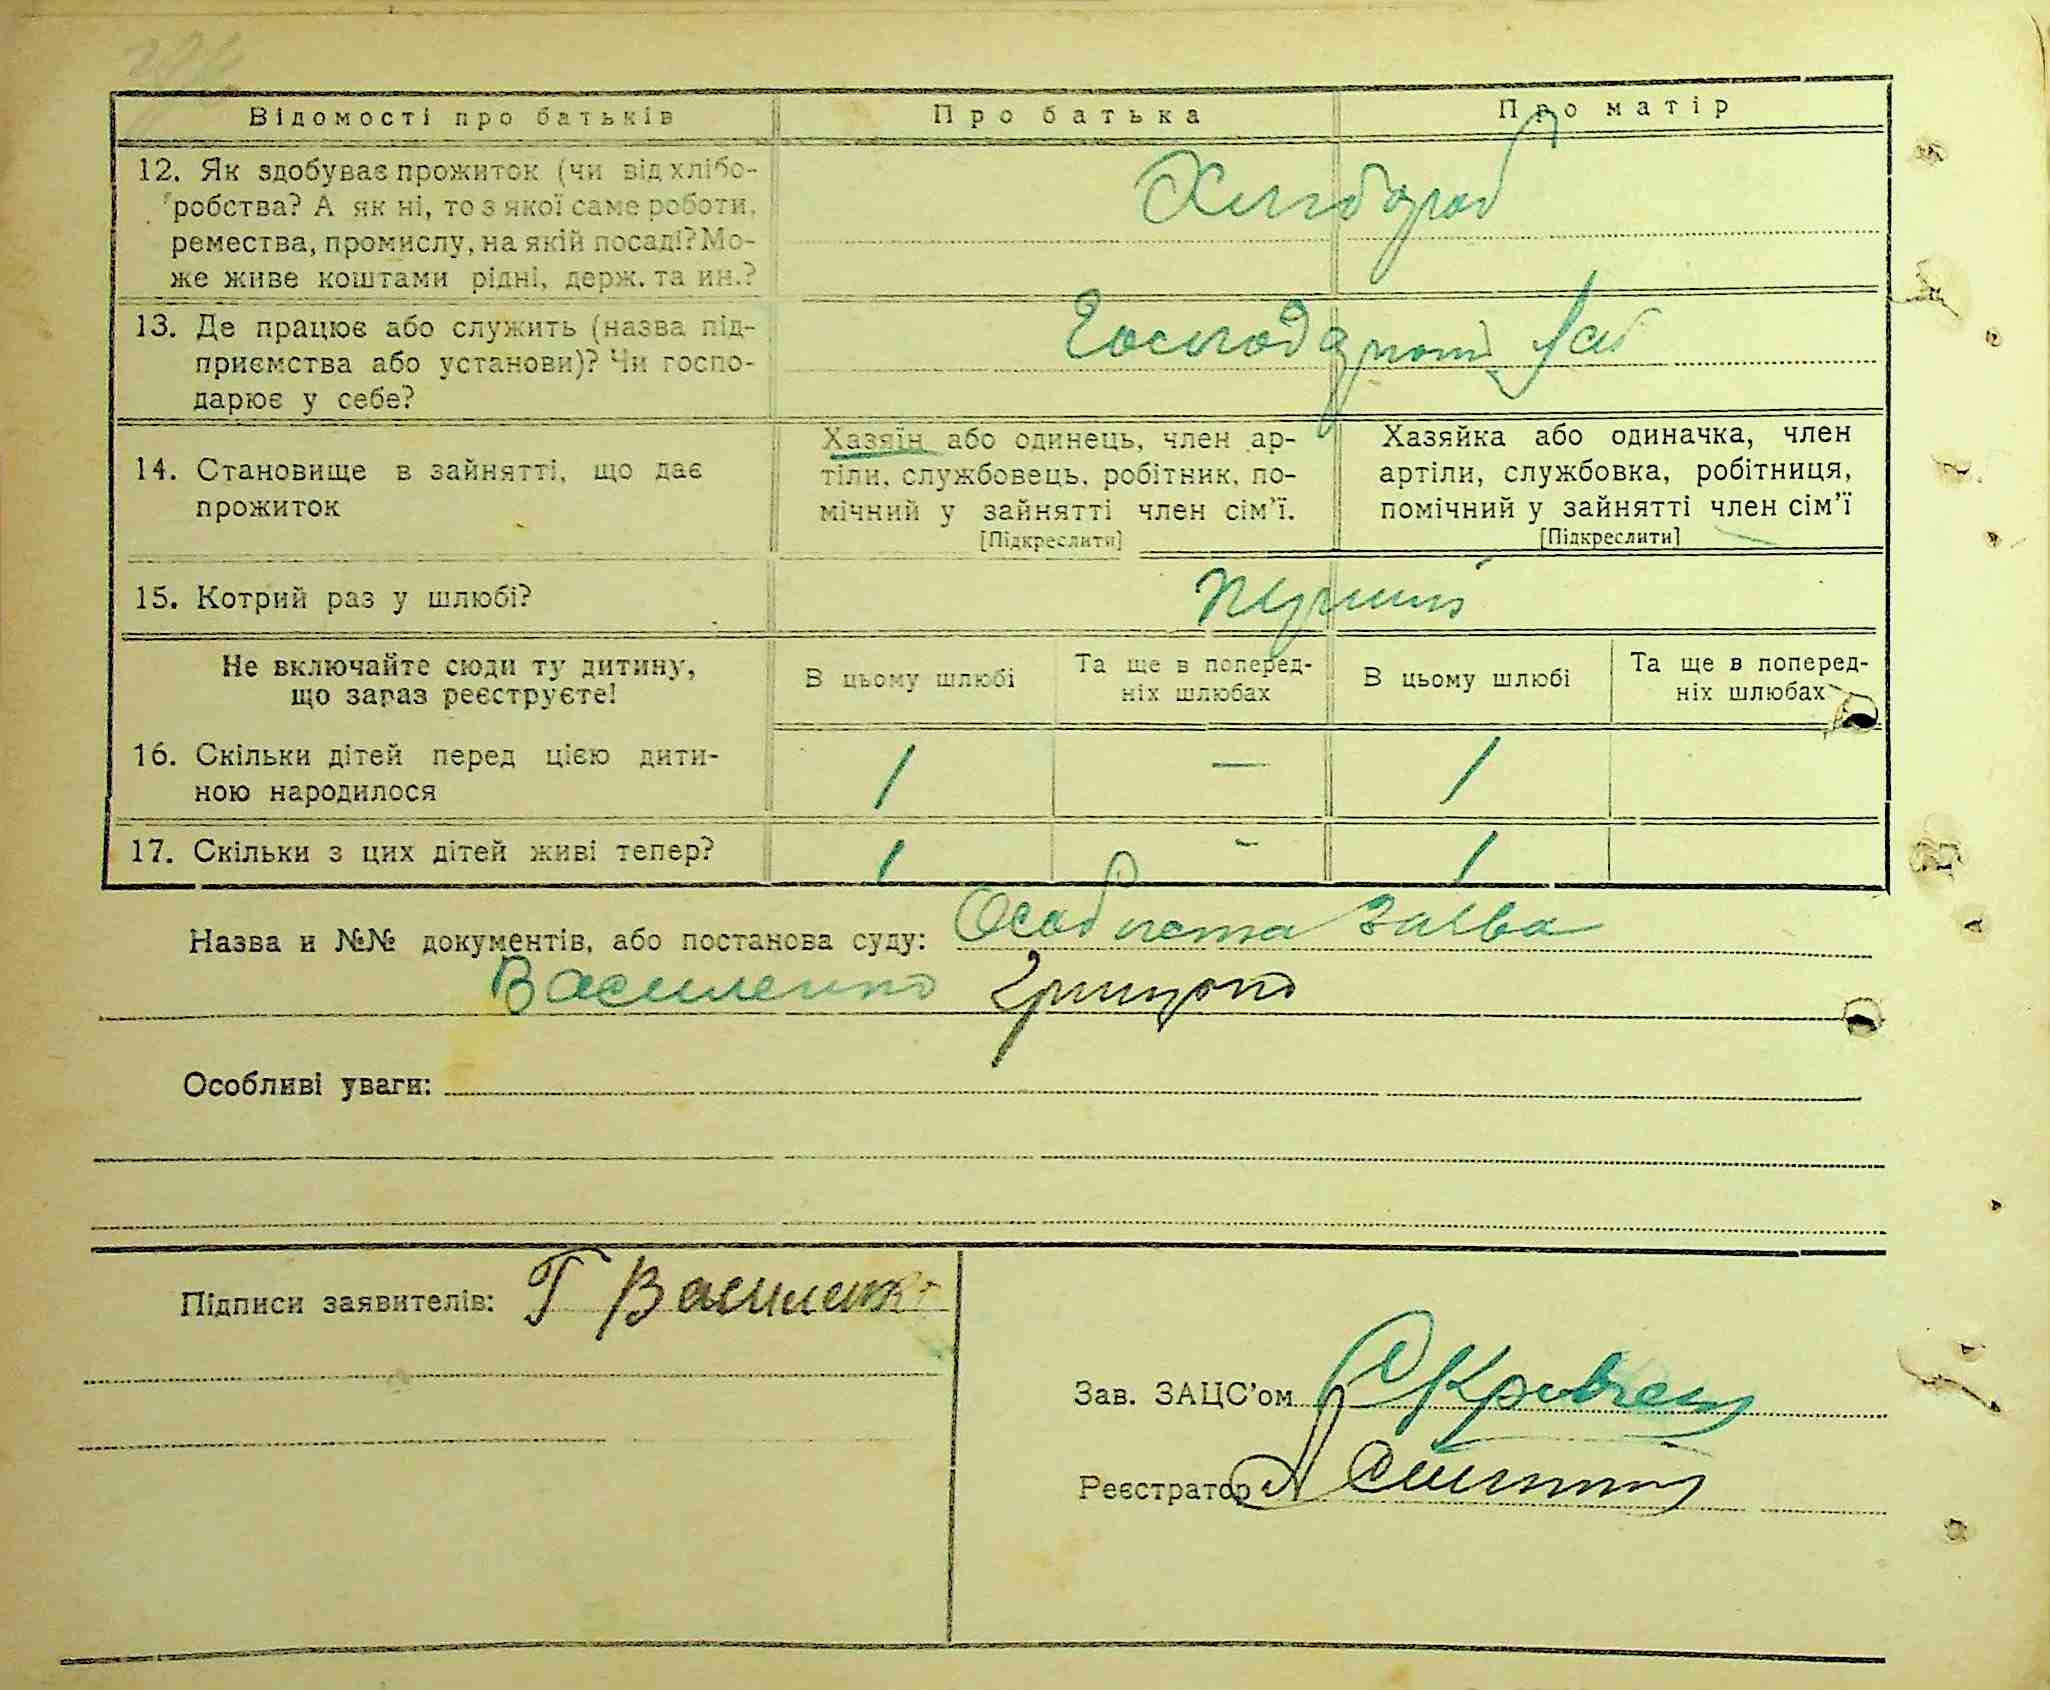 Відомості про батьків Про батька Про матір
12. Як здобуває прожиток (чи від хлібо-
робства? А як ні, то з якої саме роботи,
ремества, промислу, на якій посаді? Мо-
же живе коштами рідні, держ. та ин.?
Хлібороб
13. Де працює або служить (назва під-
приємства або установи)? Чи госпо-
дарює у себе?
14. Становище в зайнятті, що дає
прожиток
Хазяїн або одинець, член ар-
тіли, службовець, робітник, по-
мічний у зайнятті член сім'ї.
[Підкреслити]
Хазяйка або одиначка, член
артіли, службовка, робітниця,
помічний у зайнятті член сім'ї
[Підкреслити]
15. Котрий раз у шлюбі?
перший
Не включайте сюди ту дитину,
що зараз реєструєте!
В цьому шлюбі
Та ще в поперед-
ніх шлюбах
В цьому шлюбі
Та ще в поперед-
ніх шлюбах
16. Скільки дітей перед цією дити-
ною народилося
1 — 1
17. Скільки з цих дітей живі тепер?
1 - 1
Назва и №№ документів, або постанова суду: Особиста заява
Василенко Грицько
Особливі уваги:
Підписи заявителів: Г Василенко
Зав. ЗАЦС'ом
Реєстратор